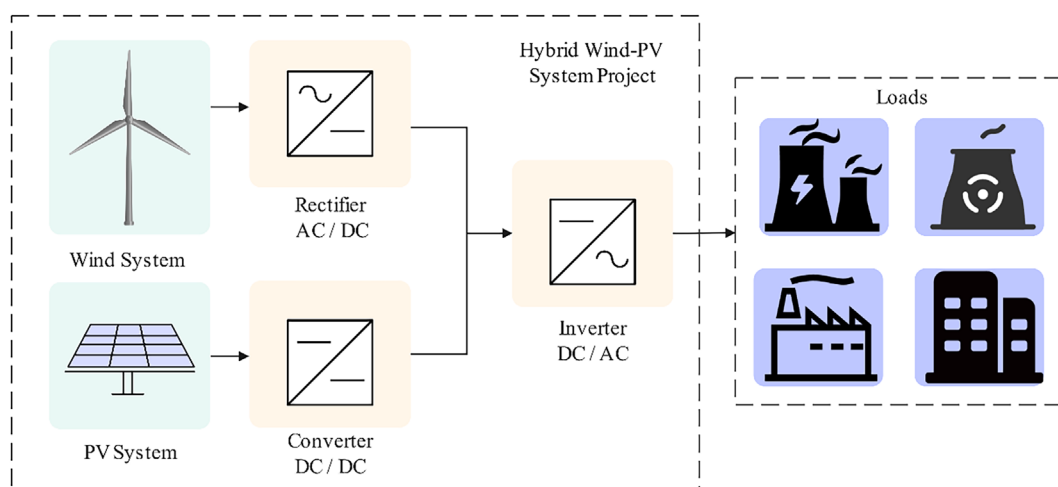 Hybrid Wind-PV
System Project
Loads
Rectifier
AC / DC
Wind System
Inverter
DC / AC
Converter
DC / DC
PV System